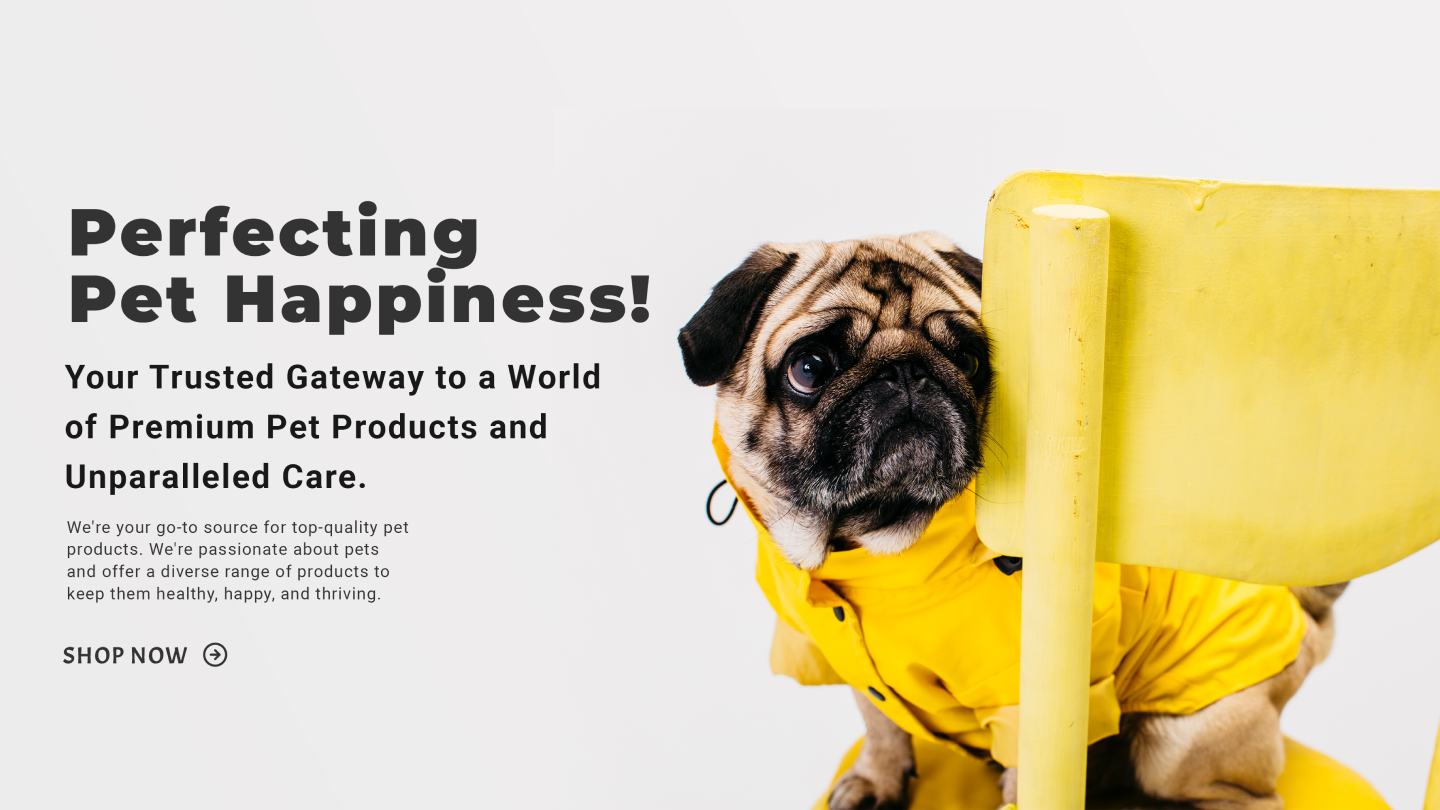 Perfecting
Pet Happiness!
Your Trusted Gateway to a World
of Premium Pet Products and
Unparalleled Care.
We're your go-to source for top-quality pet
products. We're passionate about pets
and offer a diverse range of products to
keep them healthy, happy, and thriving.
SHOP NOW